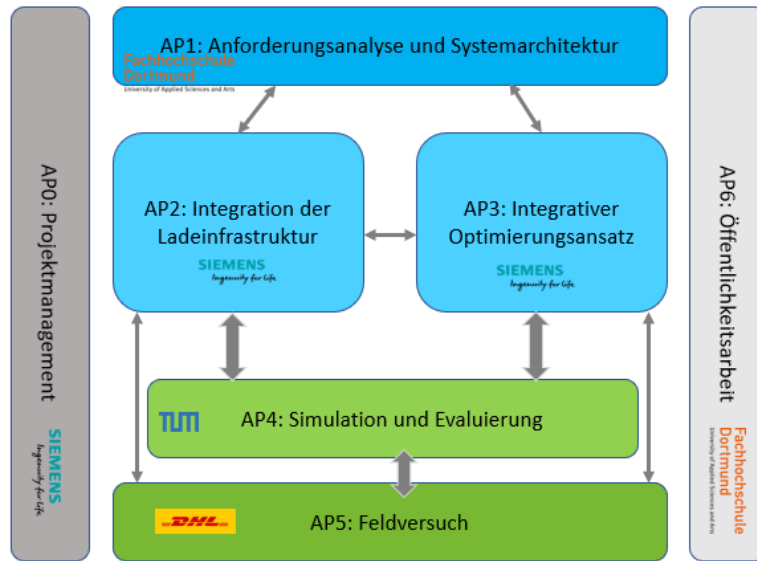 AP1: Anforderungsanalyse und Systemarchitektur
Fachhochschule
Dortmund
University of Applied Sciences and Arts
AP0: Projektmanagement
SIEMENS
Ingenuity for Life
AP2: Integration der
Ladeinfrastruktur
SIEMENS
Ingenuity for life
AP3: Integrativer
Optimierungsansatz
SIEMENS
Ingenuity for life
AP4: Simulation und Evaluierung
TUM
AP5: Feldversuch
DHL
AP6: Öffentlichkeitsarbeit
Fachhochschule
Dortmund
University of Applied Sciences and Arts